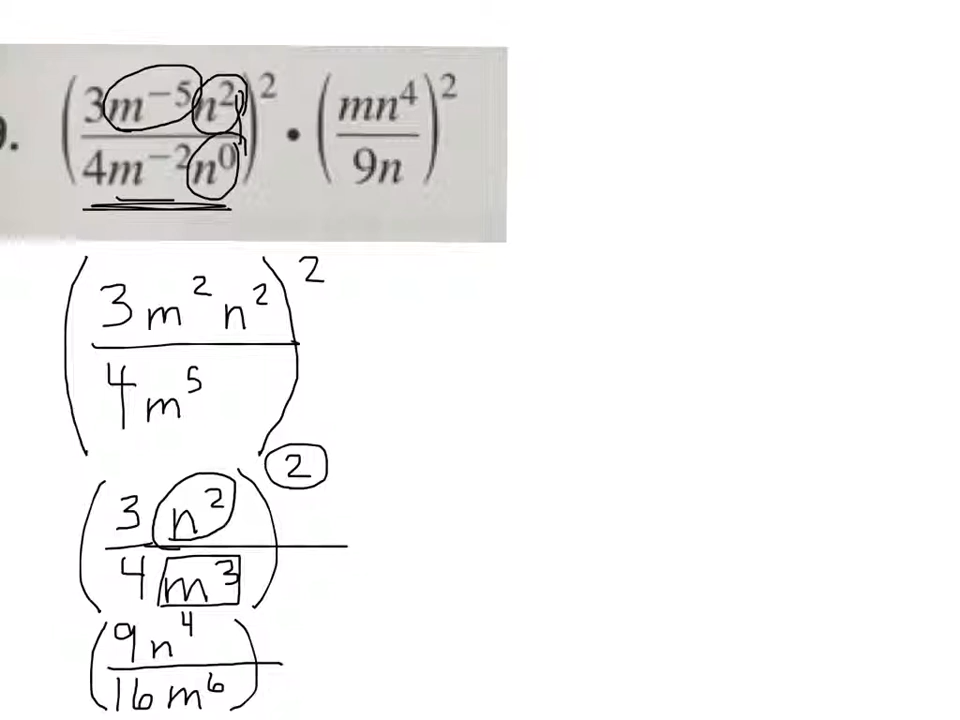 9. (3m⁻⁵n² / 4m⁻²n⁰)² • (mn⁴ / 9n)²
(3m²n² / 4m⁵)²
(3n² / 4m³)²
(9n⁴ / 16m⁶)